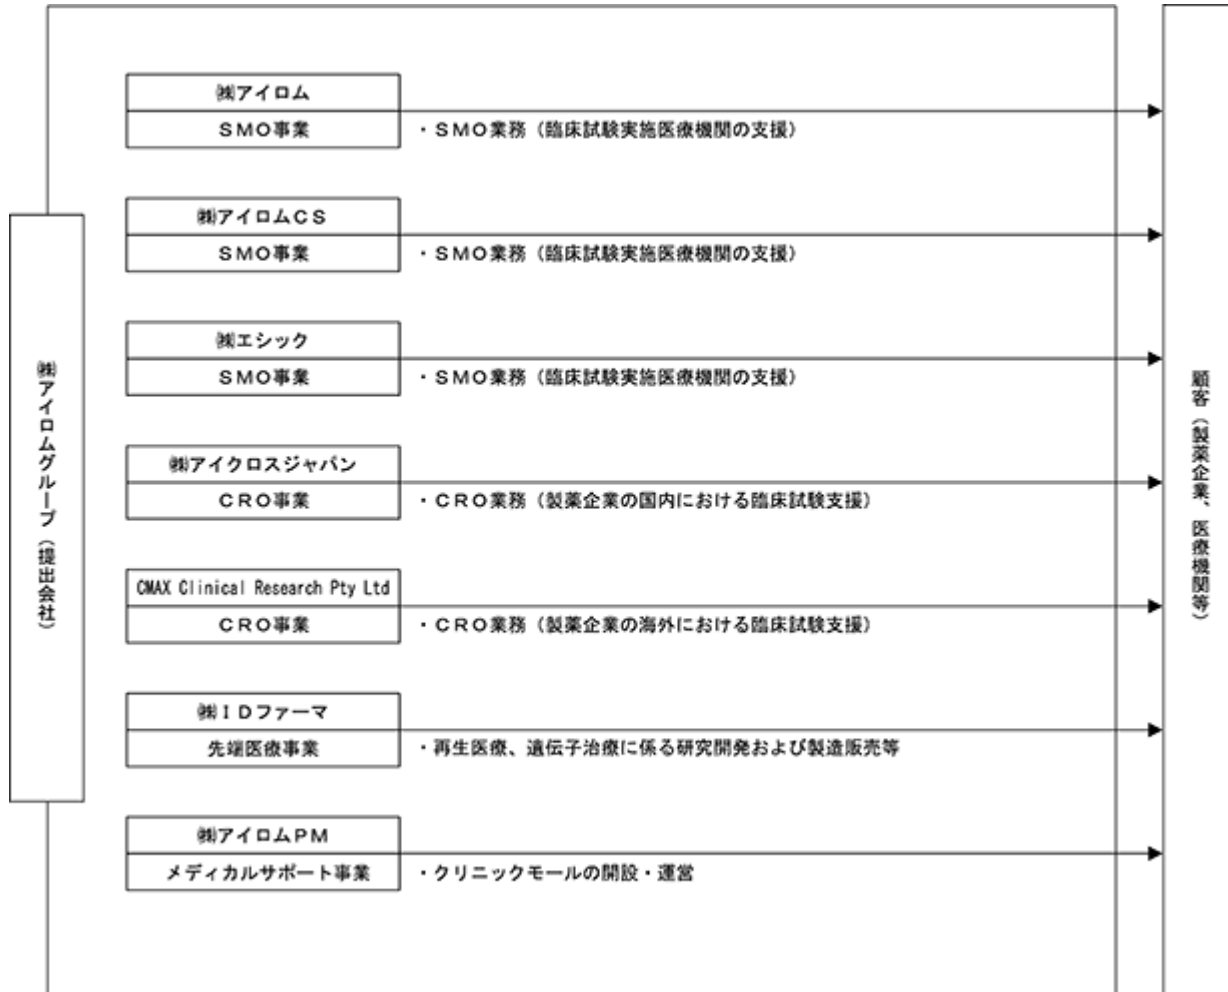 ㈱アイロム
SMO事業
・SMO業務（臨床試験実施医療機関の支援）
㈱アイロムCS
SMO事業
・SMO業務（臨床試験実施医療機関の支援）
㈱エシック
SMO事業
・SMO業務（臨床試験実施医療機関の支援）
㈱アイロムグループ（提出会社）
㈱アイクロスジャパン
CRO事業
・CRO業務（製薬企業の国内における臨床試験支援）
顧客（製薬企業、医療機関等）
CMAX Clinical Research Pty Ltd
CRO事業
・CRO業務（製薬企業の海外における臨床試験支援）
㈱IDファーマ
先端医療事業
・再生医療、遺伝子治療に係る研究開発および製造販売等
㈱アイロムPM
メディカルサポート事業
・クリニックモールの開設・運営